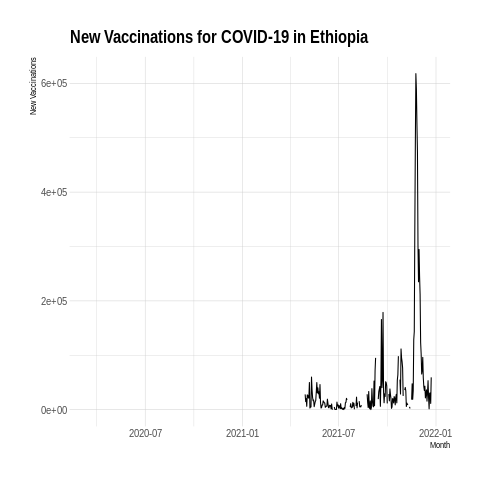 New Vaccinations for COVID-19 in Ethiopia
New Vaccinations
6e+05
4e+05
2e+05
0e+00
2020-07 2021-01 2021-07 2022-01
Month